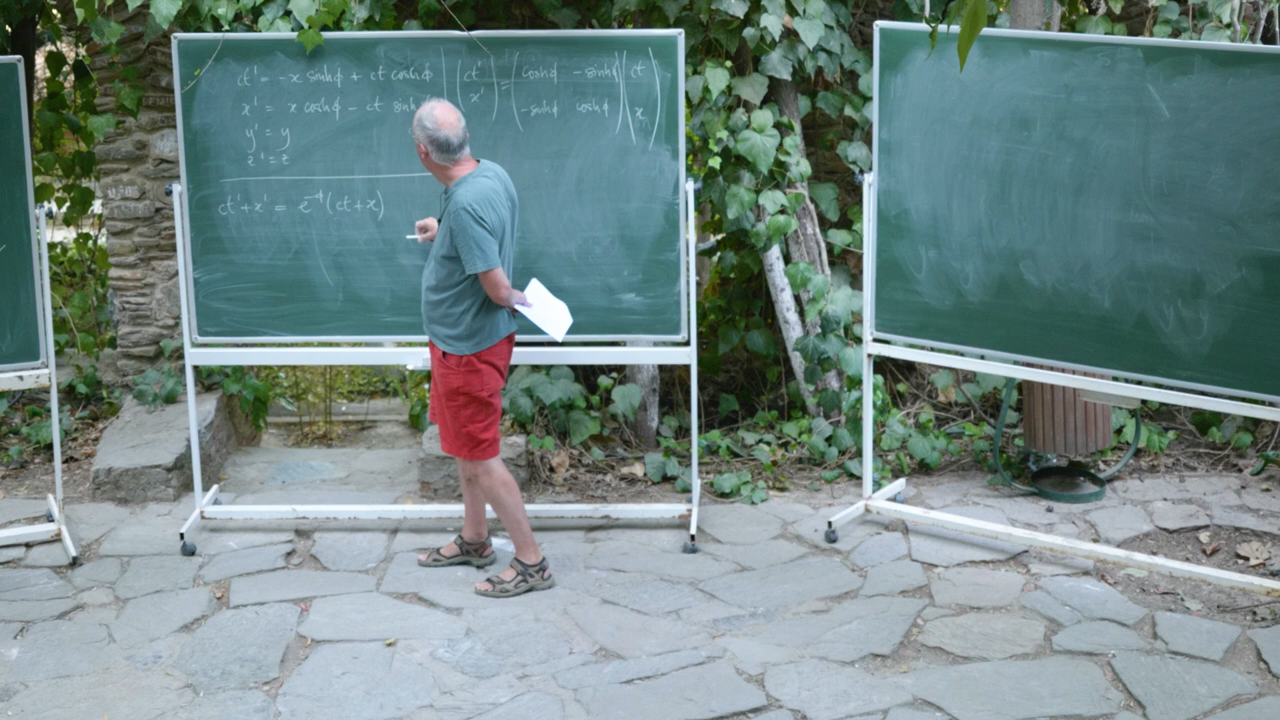 ct' = -x sinhϕ + ct coshϕ | (ct' x') = (coshϕ -sinhϕ -sinhϕ coshϕ)(ct x)
x' = x coshϕ - ct sinhϕ
y' = y
z' = z
ct'+x' = e^-ϕ(ct+x)